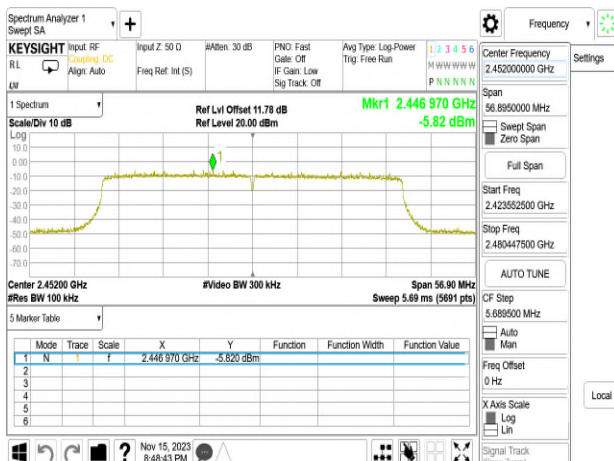 Spectrum Analyzer 1
Swept SA
Frequency
KEYSIGHT
RL
Input: RF
Coupling: DC
Align: Auto
Input Z: 50 Ω
Freq Ref: Int (S)
#Atten: 30 dB
PNO: Fast
Gate: Off
IF Gain: Low
Sig Track: Off
Avg Type: Log-Power
Trig: Free Run
1 2 3 4 5 6
M W W W W W
P N N N N N
Center Frequency
2.452000000 GHz
Settings
Span
56.8950000 MHz
Swept Span
Zero Span
Full Span
Start Freq
2.423552500 GHz
Stop Freq
2.480447500 GHz
AUTO TUNE
CF Step
5.689500 MHz
Auto
Man
Freq Offset
0 Hz
X Axis Scale
Log
Lin
Signal Track
Local
1 Spectrum
Scale/Div 10 dB
Ref Lvl Offset 11.78 dB
Ref Level 20.00 dBm
Mkr1 2.446 970 GHz
-5.82 dBm
Log
10.0
0.00
-10.0
-20.0
-30.0
-40.0
-50.0
-60.0
-70.0
1
Center 2.45200 GHz
#Res BW 100 kHz
#Video BW 300 kHz
Span 56.90 MHz
Sweep 5.69 ms (5691 pts)
5 Marker Table
Mode Trace Scale X Y Function Function Width Function Value
1 N 1 f 2.446 970 GHz -5.820 dBm
2
3
4
5
6
?
Nov 15, 2023
8:48:43 PM